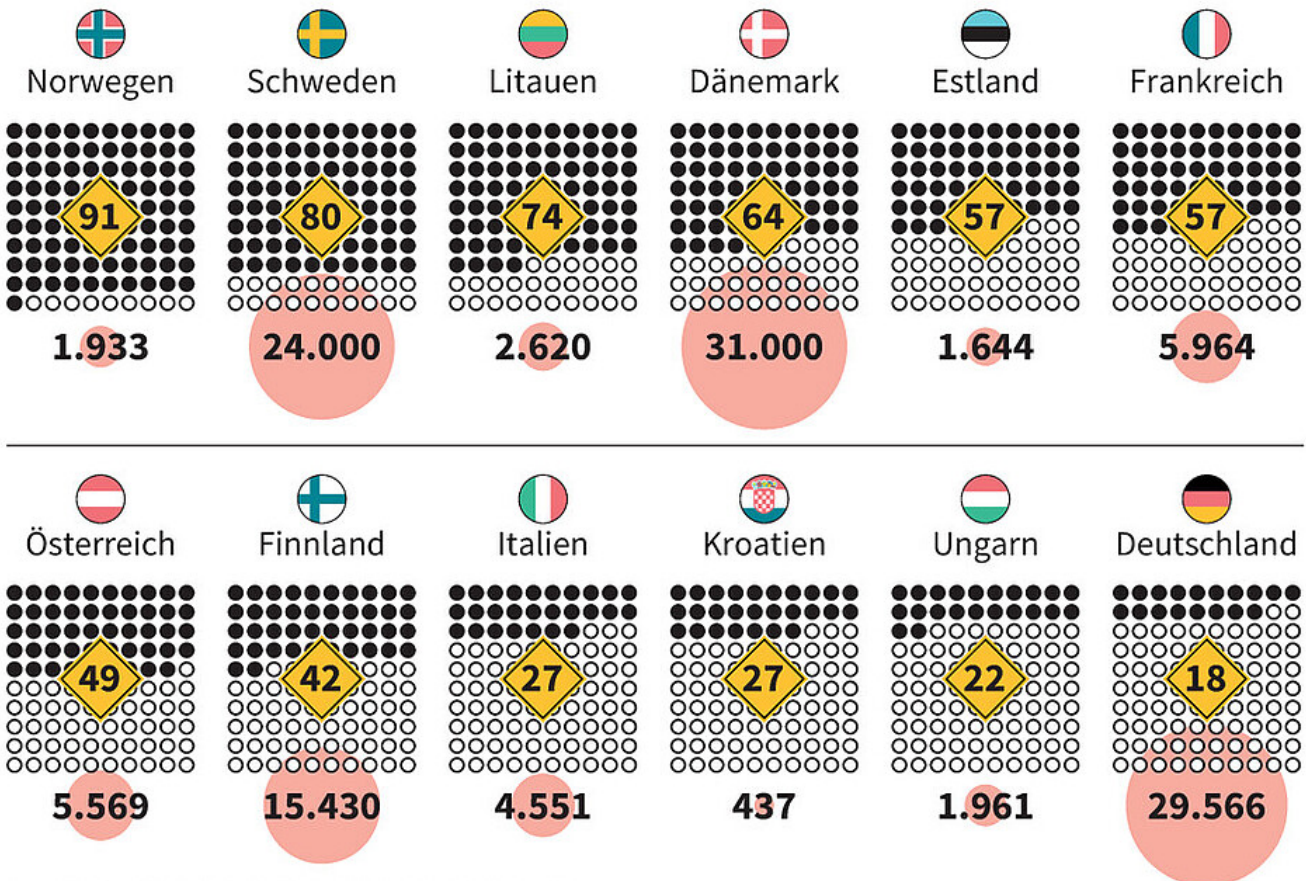 Norwegen Schweden Litauen Dänemark Estland Frankreich
91 80 74 64 57 57
1.933 24.000 2.620 31.000 1.644 5.964
Österreich Finnland Italien Kroatien Ungarn Deutschland
49 42 27 27 22 18
5.569 15.430 4.551 437 1.961 29.566